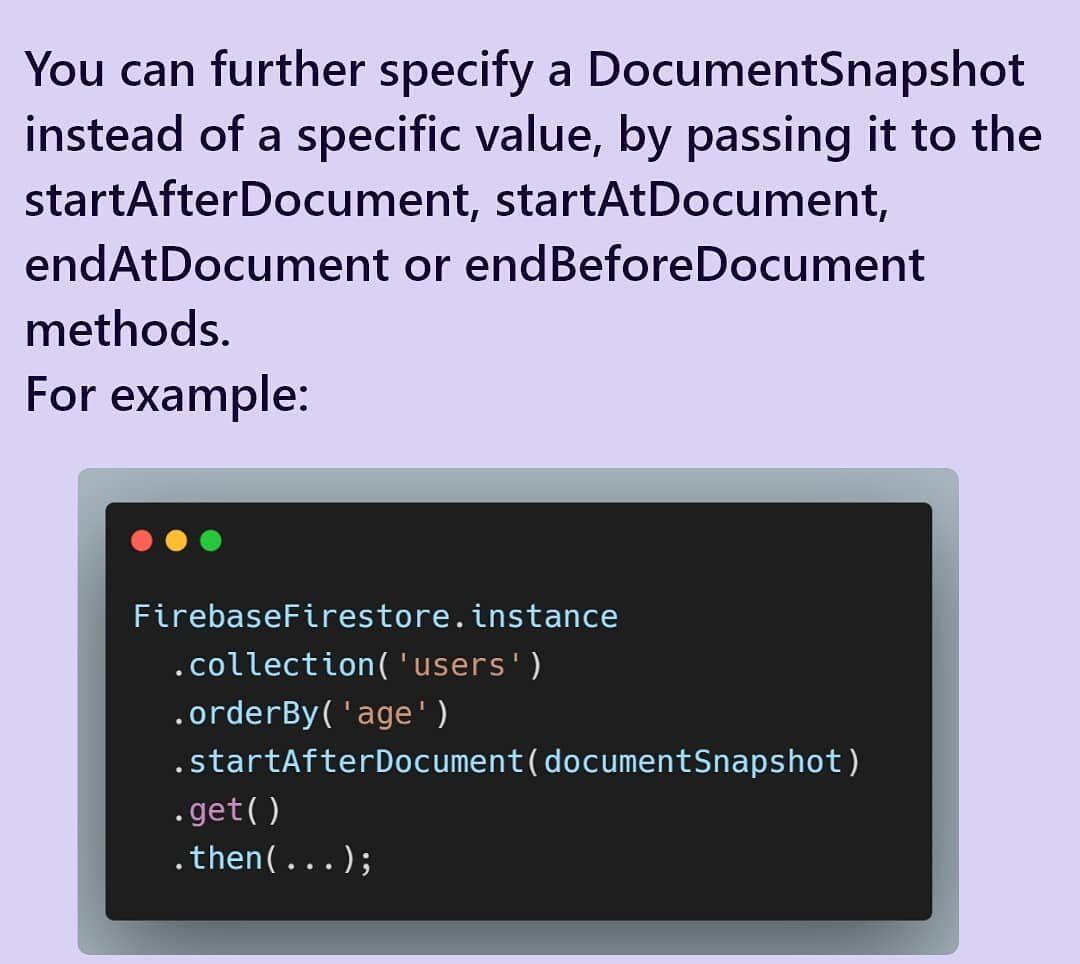 You can further specify a DocumentSnapshot
instead of a specific value, by passing it to the
startAfterDocument, startAtDocument,
endAtDocument or endBeforeDocument
methods.
For example:
FirebaseFirestore.instance
  .collection('users')
  .orderBy('age')
  .startAfterDocument(documentSnapshot)
  .get()
  .then(...);